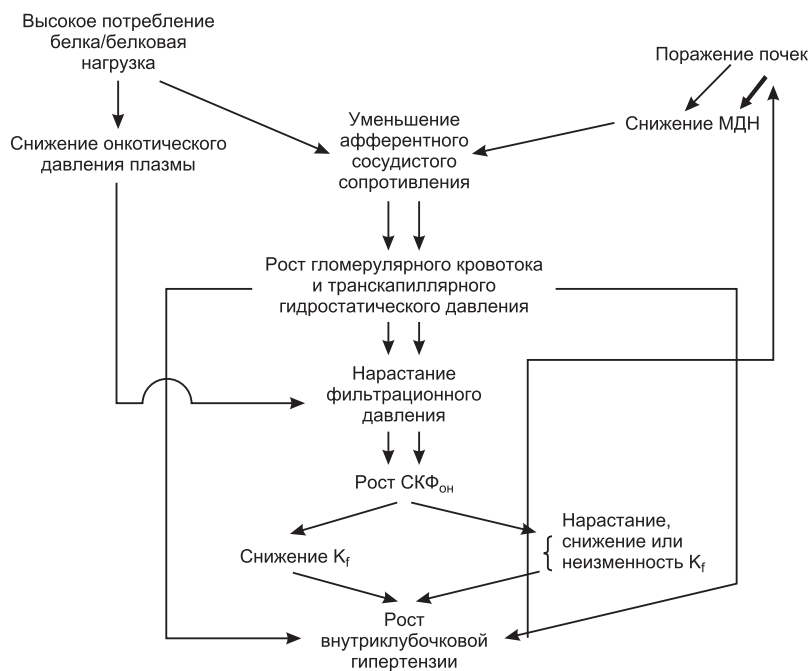 Высокое потребление
белка/белковая
нагрузка
Поражение почек
Снижение МДН
Уменьшение
афферентного
сосудистого
сопротивления
Снижение онкотического
давления плазмы
Рост гломерулярного кровотока
и транскапиллярного
гидростатического давления
Нарастание
фильтрационного
давления
Рост СКФон
Снижение Kf
Нарастание,
снижение или
неизменность Kf
Рост
внутриклубочковой
гипертензии